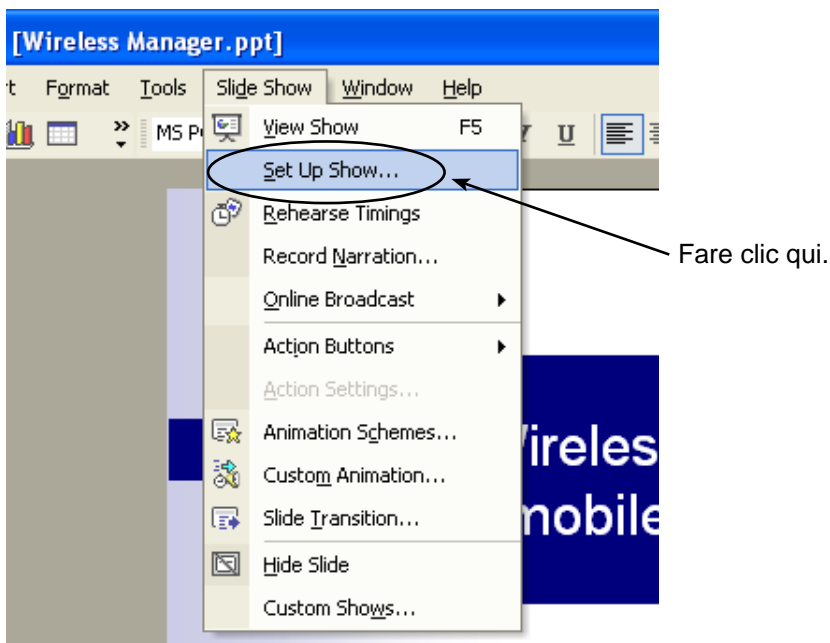 [Wireless Manager.ppt]
t Format Tools Slide Show Window Help
MS P
View Show F5
U
Set Up Show...
Rehearse Timings
Record Narration...
Fare clic qui.
Online Broadcast
Action Buttons
Action Settings...
Animation Schemes...
ireles
Custom Animation...
mobile
Slide Transition...
Hide Slide
Custom Shows...